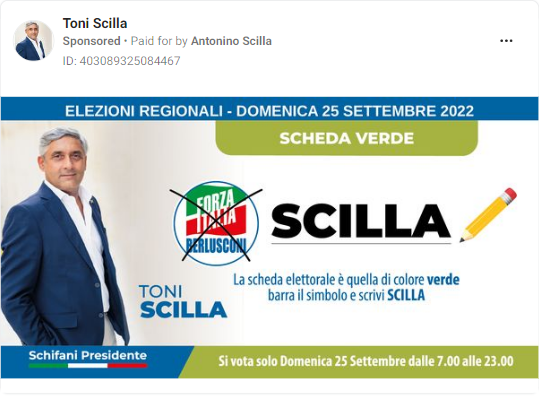 Toni Scilla
Sponsored • Paid for by Antonino Scilla
ID: 403089325084467
ELEZIONI REGIONALI - DOMENICA 25 SETTEMBRE 2022
SCHEDA VERDE
FORZA
ITALIA
BERLUSCONI
SCILLA
La scheda elettorale è quella di colore verde
barra il simbolo e scrivi SCILLA
TONI
SCILLA
Schifani Presidente
Si vota solo Domenica 25 Settembre dalle 7.00 alle 23.00